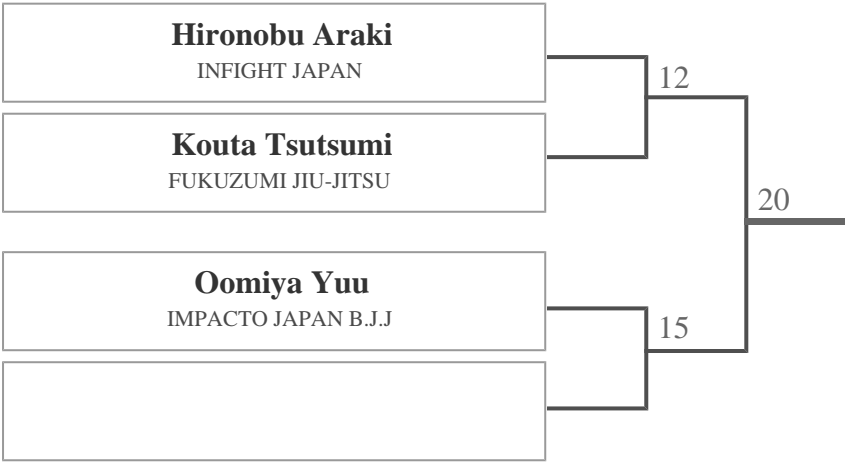 Hironobu Araki
INFIGHT JAPAN
12
Kouta Tsutsumi
FUKUZUMI JIU-JITSU
20
Oomiya Yuu
IMPACTO JAPAN B.J.J
15